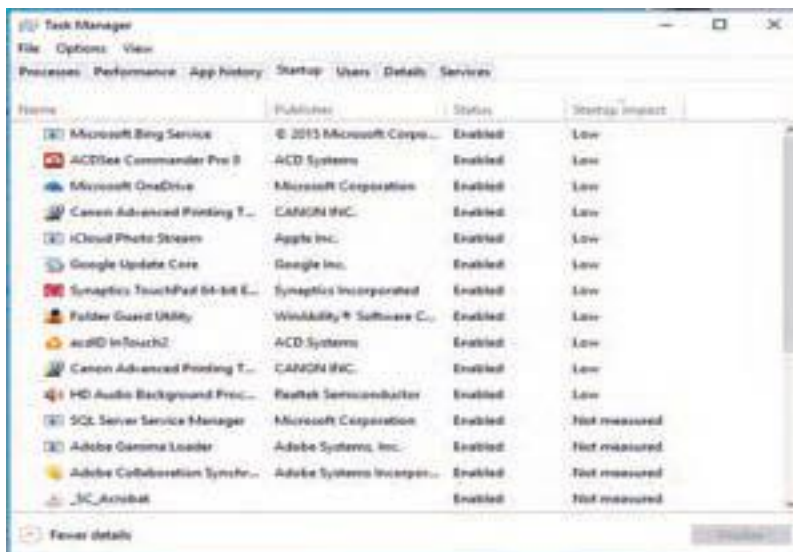 Task Manager
File Options View
Processes Performance App history Startup Users Details Services
Name Publisher Status Startup impact
Microsoft Bing Service © 2015 Microsoft Corpo... Enabled Low
ACDSee Commander Pro 8 ACD Systems Enabled Low
Microsoft OneDrive Microsoft Corporation Enabled Low
Canon Advanced Printing T... CANON INC. Enabled Low
iCloud Photo Stream Apple Inc. Enabled Low
Google Update Core Google Inc. Enabled Low
Synaptics TouchPad 64-bit E... Synaptics Incorporated Enabled Low
Folder Guard Utility WinAbility® Software C... Enabled Low
acdID InTouch2 ACD Systems Enabled Low
Canon Advanced Printing T... CANON INC. Enabled Low
HD Audio Background Proc... Realtek Semiconductor Enabled Low
SQL Server Service Manager Microsoft Corporation Enabled Not measured
Adobe Gamma Loader Adobe Systems, Inc. Enabled Not measured
Adobe Collaboration Synchr... Adobe Systems Incorpor... Enabled Not measured
_SC_Acrobat Enabled Not measured
Fewer details